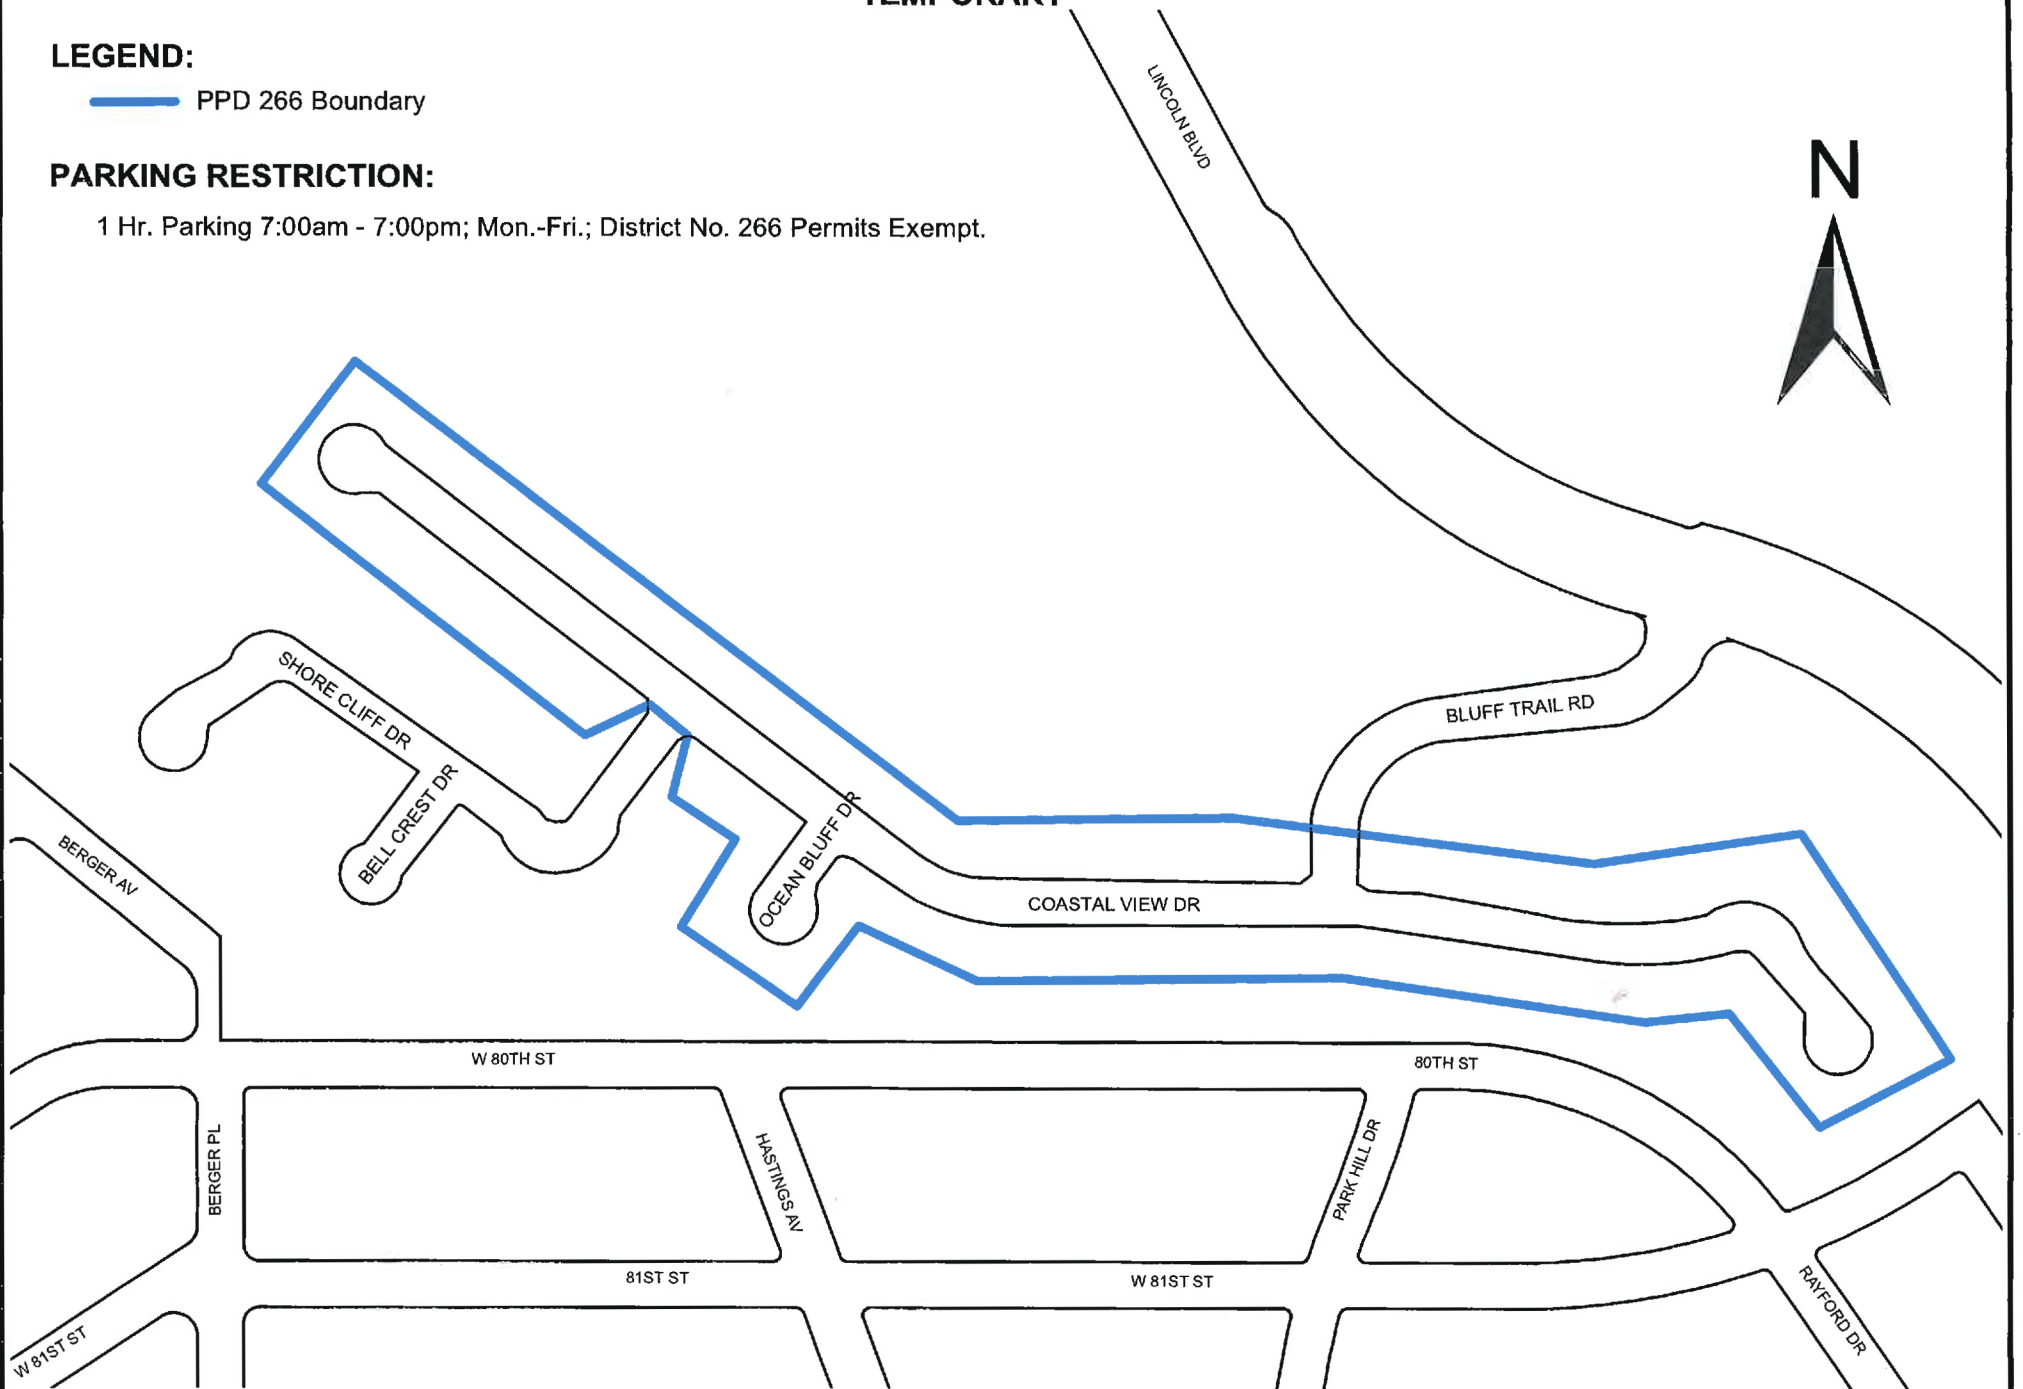 TEMPORARY
LEGEND:
PPD 266 Boundary
PARKING RESTRICTION:
1 Hr. Parking 7:00am - 7:00pm; Mon.-Fri.; District No. 266 Permits Exempt.
LINCOLN BLVD
N
SHORE CLIFF DR
BLUFF TRAIL RD
BELL CREST DR
OCEAN BLUFF DR
BERGER AV
COASTAL VIEW DR
W 80TH ST
80TH ST
BERGER PL
HASTINGS AV
PARK HILL DR
81ST ST
W 81ST ST
RAYFORD DR
W 81ST ST